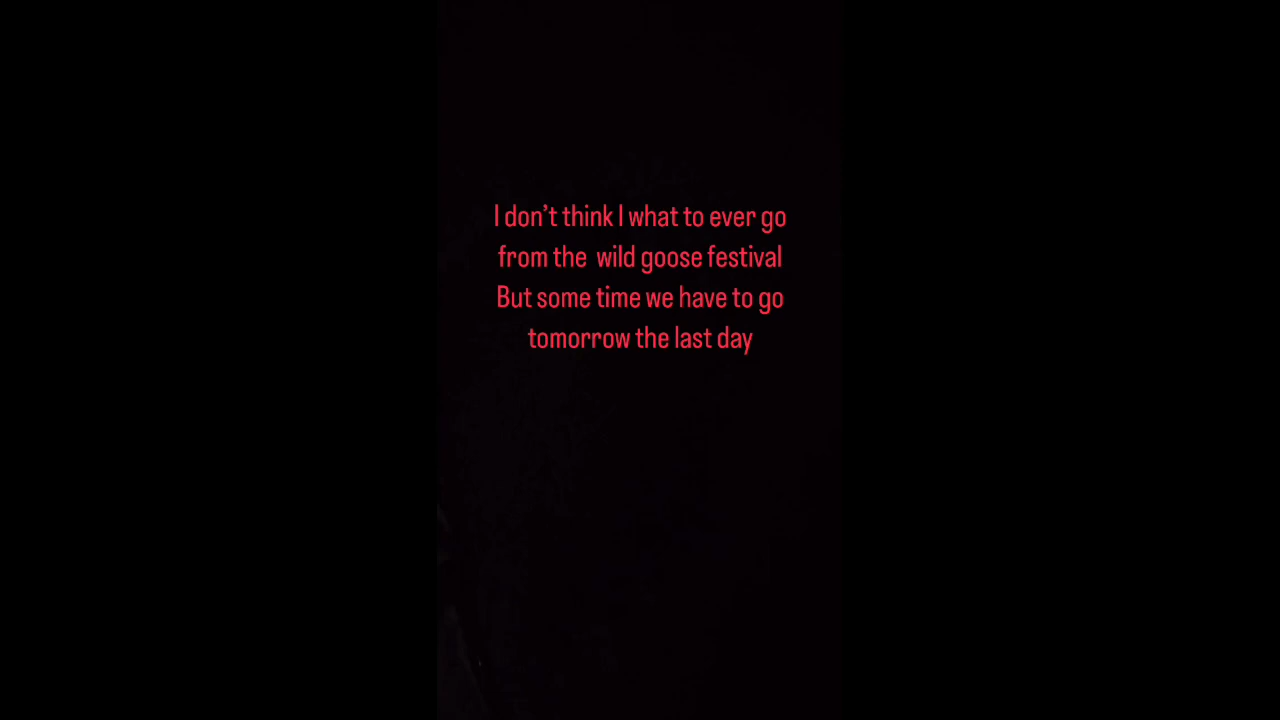 I don't think I what to ever go
from the  wild goose festival
But some time we have to go
tomorrow the last day